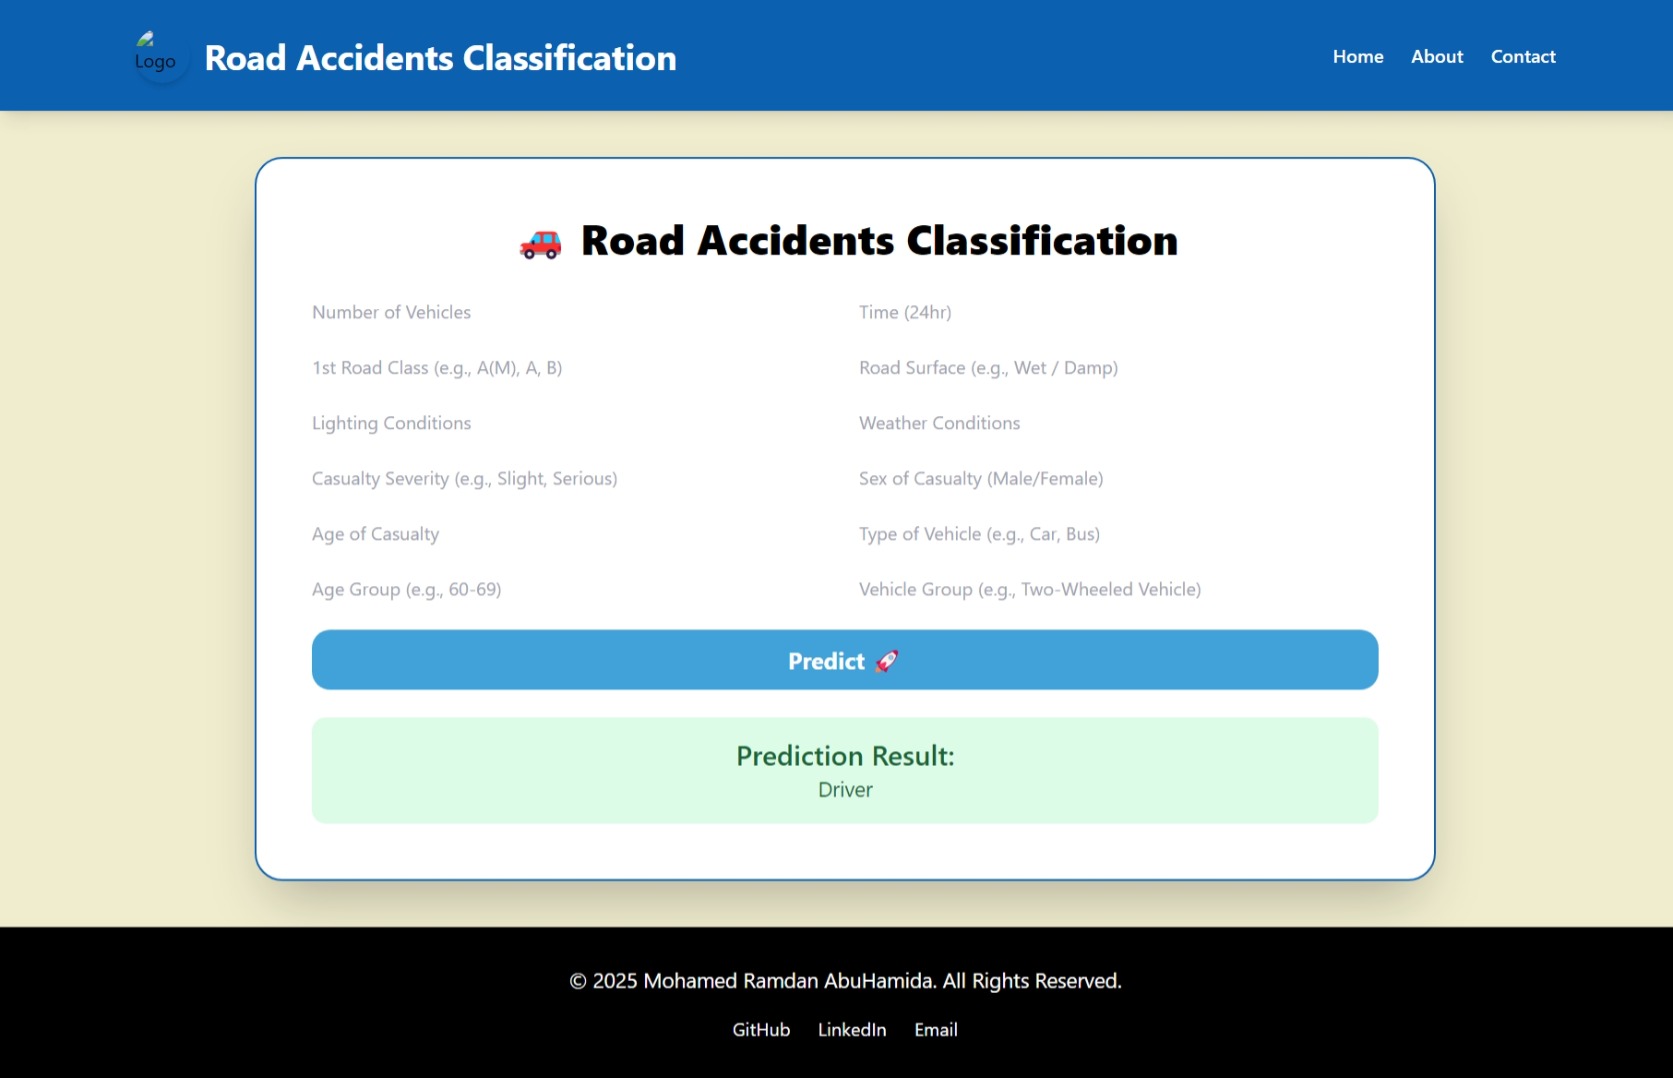 Logo
Road Accidents Classification
Home About Contact
Road Accidents Classification
Number of Vehicles
Time (24hr)
1st Road Class (e.g., A(M), A, B)
Road Surface (e.g., Wet / Damp)
Lighting Conditions
Weather Conditions
Casualty Severity (e.g., Slight, Serious)
Sex of Casualty (Male/Female)
Age of Casualty
Type of Vehicle (e.g., Car, Bus)
Age Group (e.g., 60-69)
Vehicle Group (e.g., Two-Wheeled Vehicle)
Predict 🚀
Prediction Result:
Driver
© 2025 Mohamed Ramdan AbuHamida. All Rights Reserved.
GitHub LinkedIn Email